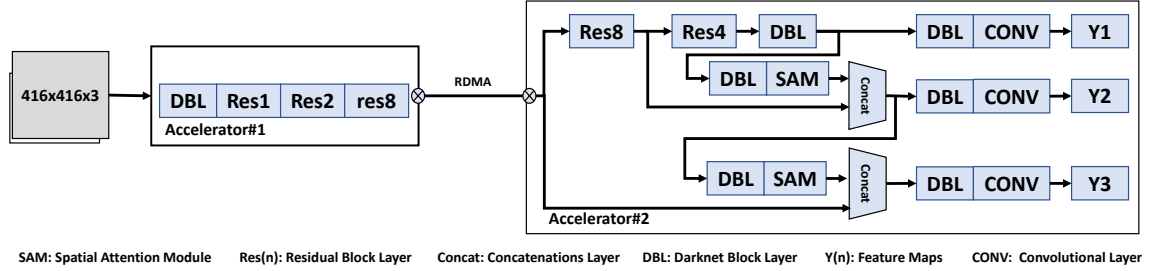 Res8 Res4 DBL DBL CONV Y1
416x416x3
DBL Res1 Res2 res8
Accelerator#1
RDMA
DBL SAM
Concat
DBL CONV Y2
DBL SAM
Concat
DBL CONV Y3
Accelerator#2
SAM: Spatial Attention Module Res(n): Residual Block Layer Concat: Concatenations Layer DBL: Darknet Block Layer Y(n): Feature Maps CONV: Convolutional Layer